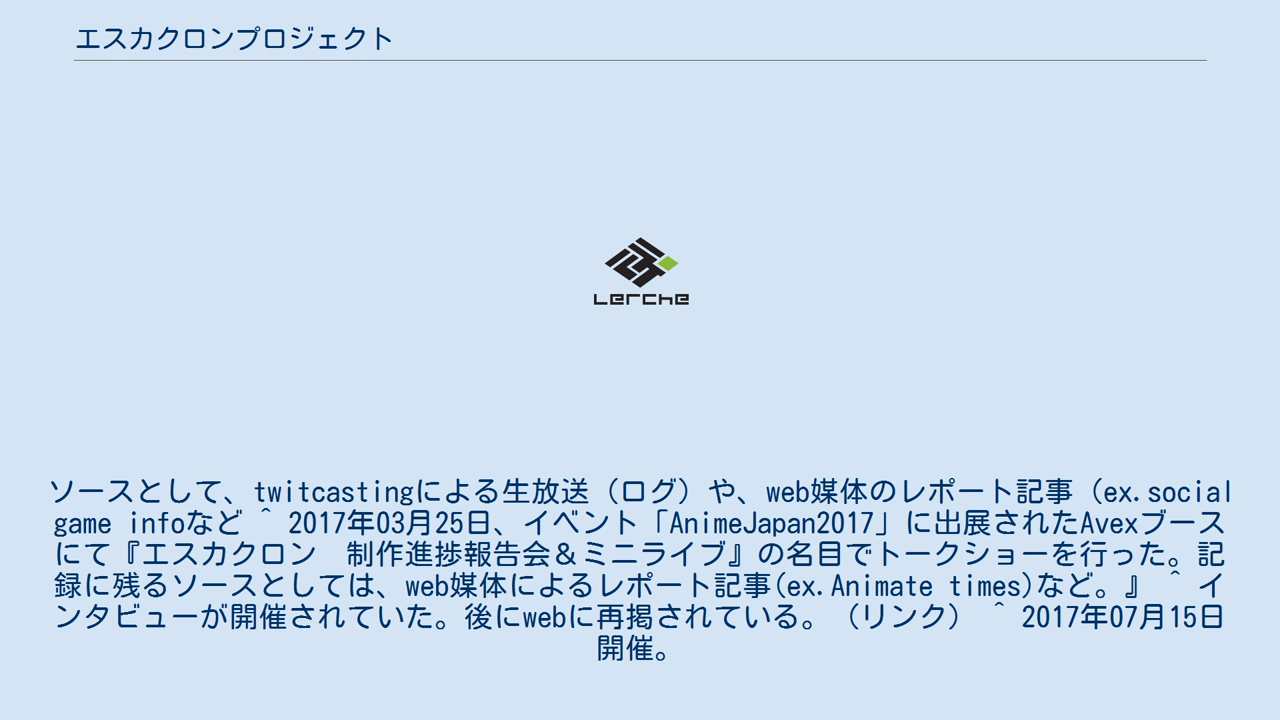 エスカクロンプロジェクト
Lerche
ソースとして、twitcastingによる生放送（ログ）や、web媒体のレポート記事（ex.social
game infoなど ^ 2017年03月25日、イベント「AnimeJapan2017」に出展されたAvexブース
にて『エスカクロン　制作進捗報告会＆ミニライブ』の名目でトークショーを行った。記
録に残るソースとしては、web媒体によるレポート記事(ex.Animate times)など。』 ^ イ
ンタビューが開催されていた。後にwebに再掲されている。（リンク） ^ 2017年07月15日
開催。